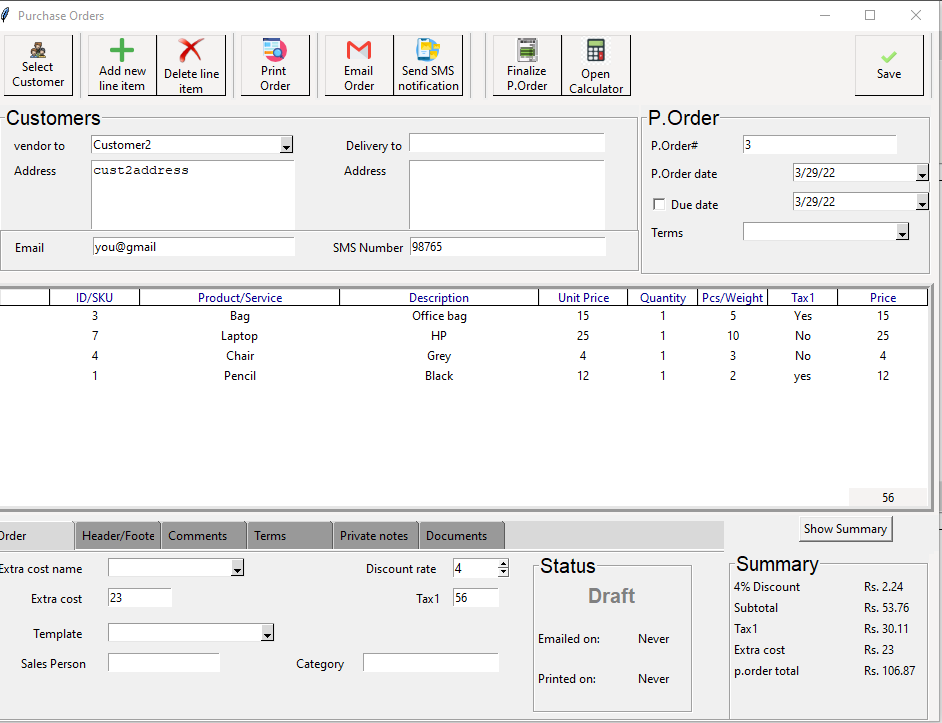 Purchase Orders
Select Customer
Add new line item
Delete line item
Print Order
Email Order
Send SMS notification
Finalize P.Order
Open Calculator
Save
Customers
vendor to Customer2 Delivery to
Address cust2address Address
Email you@gmail SMS Number 98765
P.Order
P.Order# 3
P.Order date 3/29/22
Due date 3/29/22
Terms
ID/SKU Product/Service Description Unit Price Quantity Pcs/Weight Tax1 Price
3 Bag Office bag 15 1 5 Yes 15
7 Laptop HP 25 1 10 No 25
4 Chair Grey 4 1 3 No 4
1 Pencil Black 12 1 2 yes 12
56
Order Header/Foote Comments Terms Private notes Documents
Show Summary
Extra cost name Discount rate 4
Extra cost 23 Tax1 56
Template
Sales Person Category
Status
Draft
Emailed on: Never
Printed on: Never
Summary
4% Discount Rs. 2.24
Subtotal Rs. 53.76
Tax1 Rs. 30.11
Extra cost Rs. 23
p.order total Rs. 106.87